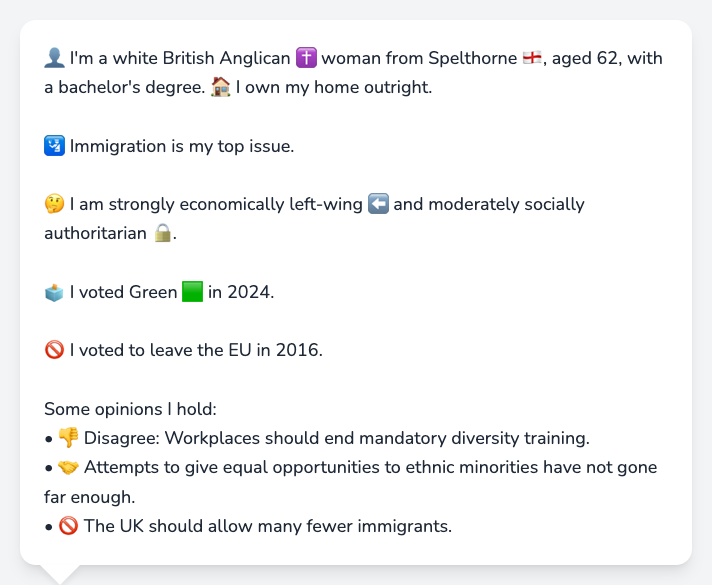 👤 I'm a white British Anglican ✝️ woman from Spelthorne 🏴󠁧󠁢󠁥󠁮󠁧󠁿, aged 62, with
a bachelor's degree. 🏠 I own my home outright.
🛂 Immigration is my top issue.
🤔 I am strongly economically left-wing ⬅️ and moderately socially
authoritarian 🔒.
🗳️ I voted Green 🟩 in 2024.
🚫 I voted to leave the EU in 2016.
Some opinions I hold:
• 👎 Disagree: Workplaces should end mandatory diversity training.
• 🤝 Attempts to give equal opportunities to ethnic minorities have not gone
far enough.
• 🚫 The UK should allow many fewer immigrants.